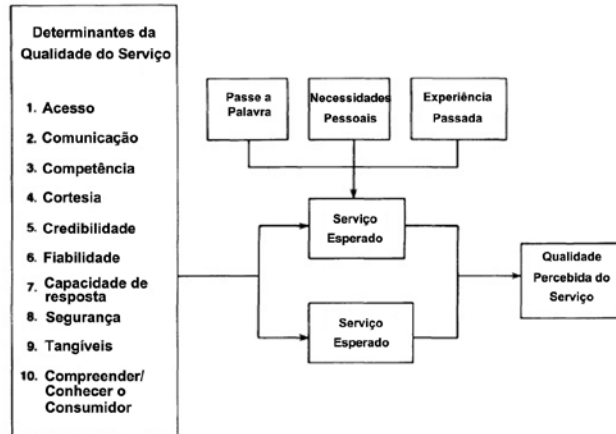 Determinantes da
Qualidade do Serviço
1. Acesso
2. Comunicação
3. Competência
4. Cortesia
5. Credibilidade
6. Fiabilidade
7. Capacidade de
resposta
8. Segurança
9. Tangíveis
10. Compreender/
Conhecer o
Consumidor
Passe a
Palavra
Necessidades
Pessoais
Experiência
Passada
Serviço
Esperado
Serviço
Esperado
Qualidade
Percebida do
Serviço